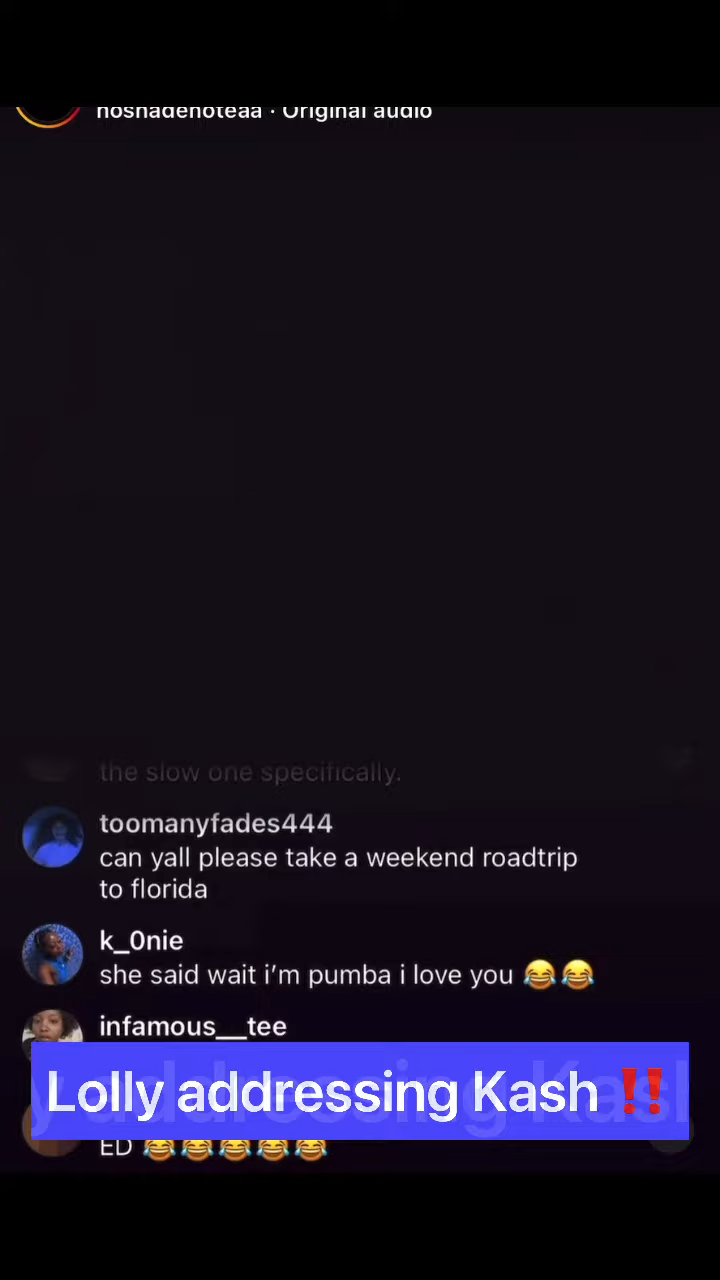 noshadenoteaa · Original audio
the slow one specifically.
toomanyfades444
can yall please take a weekend roadtrip
to florida
k_0nie
she said wait i'm pumba i love you 😂😂
infamous__tee
Lolly addressing Kash ‼️
ED 😂😂😂😂😂